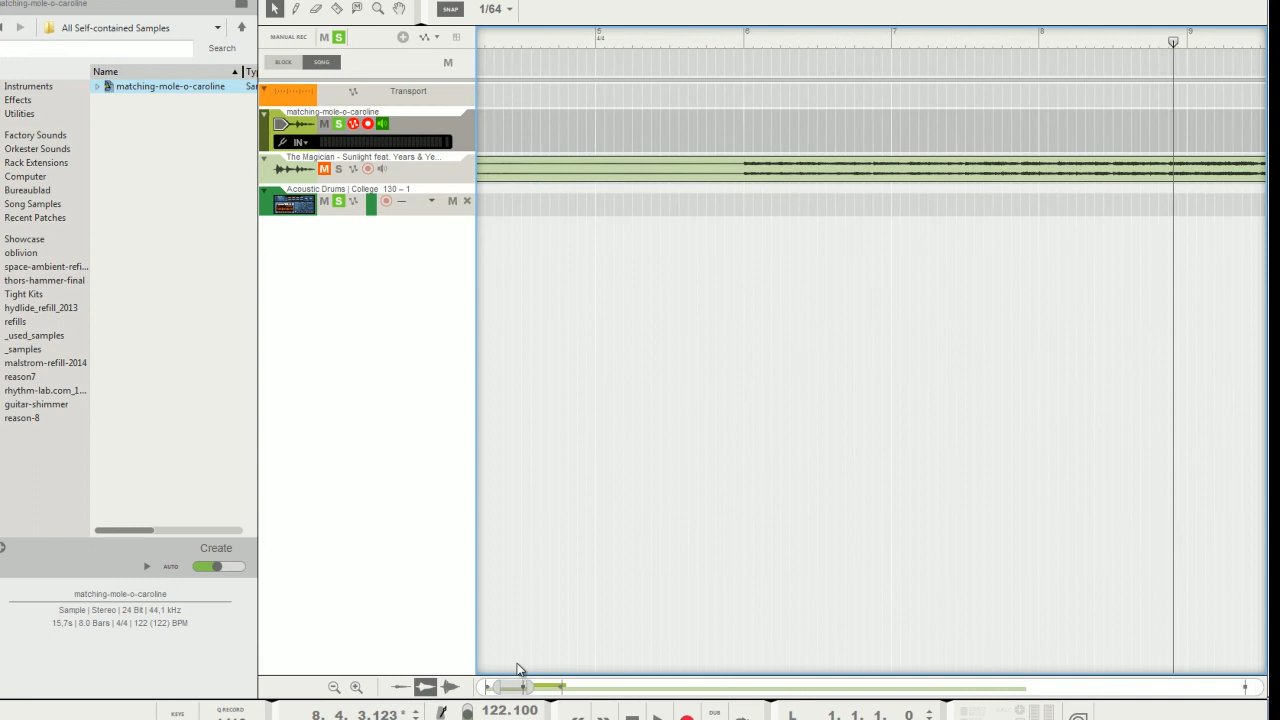 matching-mole-o-caroline
All Self-contained Samples
Search
Name
Instruments
matching-mole-o-caroline
Effects
Utilities
Factory Sounds
Orkester Sounds
Rack Extensions
Computer
Bureaublad
Song Samples
Recent Patches
Showcase
oblivion
space-ambient-refi...
thors-hammer-final
Tight Kits
hydlide_refill_2013
refills
_used_samples
_samples
malstrom-refill-2014
reason7
rhythm-lab.com_1...
guitar-shimmer
reason-8
Create
AUTO
matching-mole-o-caroline
Sample | Stereo | 24 Bit | 44,1 kHz
15,7s | 8.0 Bars | 4/4 | 122 (122) BPM
SNAP 1/64
MANUAL REC M S
BLOCK SONG M
5 6 7 8 9
4/4
Transport
matching-mole-o-caroline
M S
IN
The Magician - Sunlight feat. Years & Ye...
M S
Acoustic Drums | College 130 – 1
M S — M
KEYS
Q RECORD
8. 4. 3.123 *
122.100
DUB
L 1. 1. 1. 0